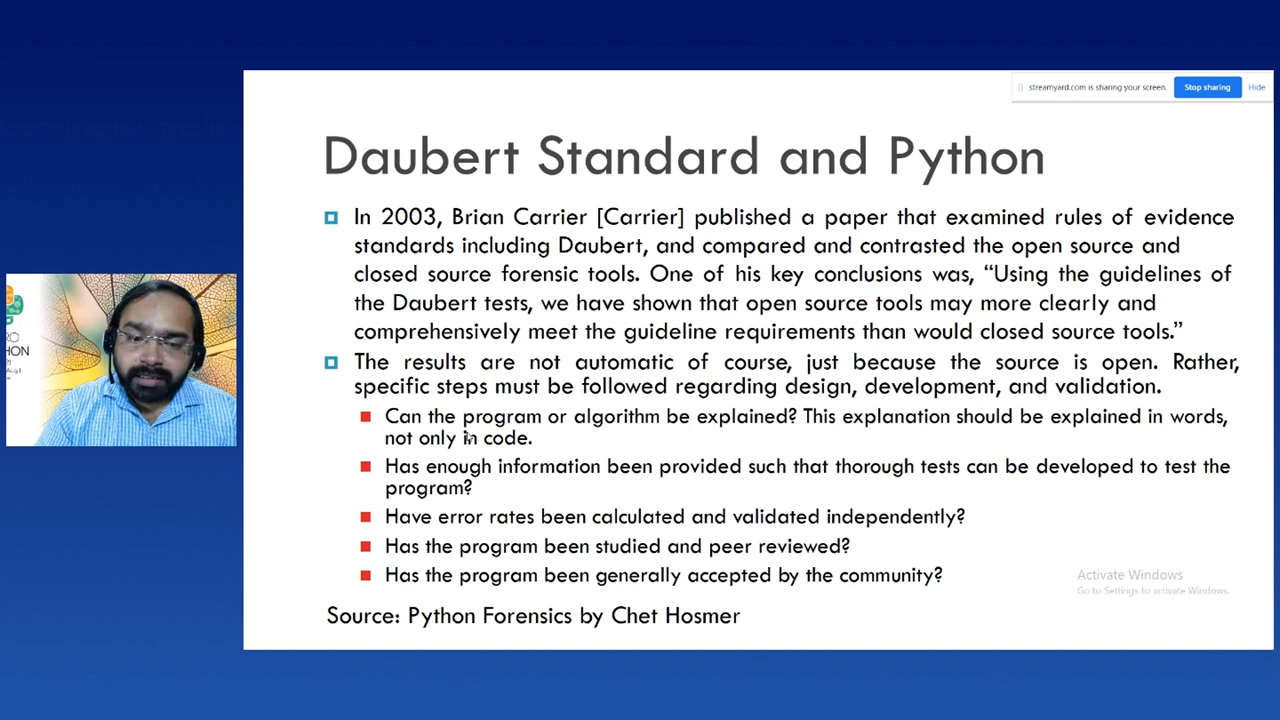 streamyard.com is sharing your screen.
Stop sharing
Hide
Daubert Standard and Python
In 2003, Brian Carrier [Carrier] published a paper that examined rules of evidence
standards including Daubert, and compared and contrasted the open source and
closed source forensic tools. One of his key conclusions was, “Using the guidelines of
the Daubert tests, we have shown that open source tools may more clearly and
comprehensively meet the guideline requirements than would closed source tools.”
The results are not automatic of course, just because the source is open. Rather,
specific steps must be followed regarding design, development, and validation.
Can the program or algorithm be explained? This explanation should be explained in words,
not only in code.
Has enough information been provided such that thorough tests can be developed to test the
program?
Have error rates been calculated and validated independently?
Has the program been studied and peer reviewed?
Has the program been generally accepted by the community?
Activate Windows
Go to Settings to activate Windows.
Source: Python Forensics by Chet Hosmer